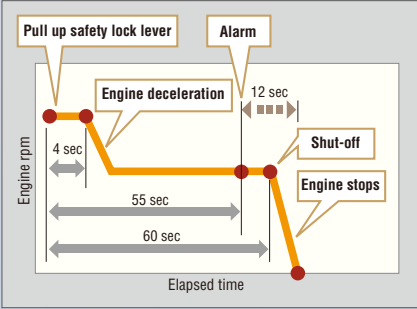 Pull up safety lock lever
Alarm
Engine deceleration
12 sec
4 sec
Shut-off
Engine stops
55 sec
60 sec
Engine rpm
Elapsed time